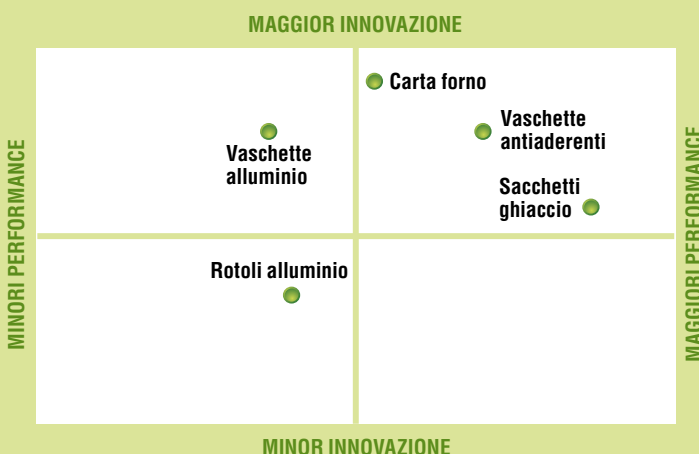 MAGGIOR INNOVAZIONE
Carta forno
Vaschette
antiaderenti
Vaschette
alluminio
Sacchetti
ghiaccio
MINORI PERFORMANCE
MAGGIORI PERFORMANCE
Rotoli alluminio
MINOR INNOVAZIONE